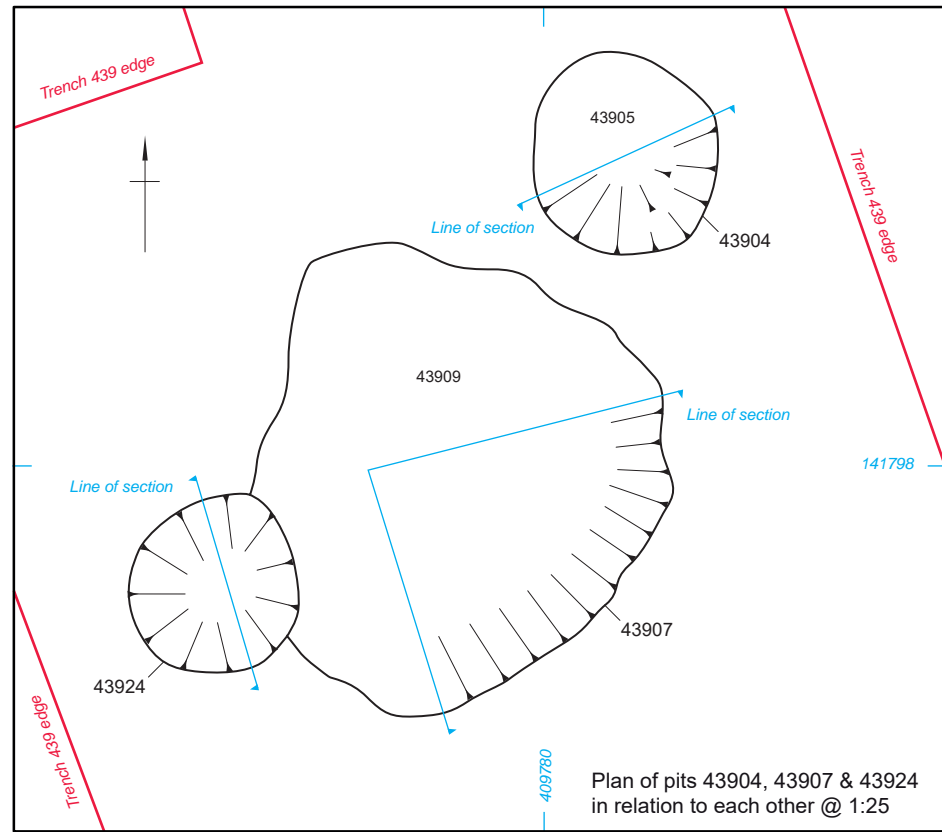 Trench 439 edge
43905
Trench 439 edge
Line of section
43904
43909
Line of section
141798
Line of section
43907
43924
Trench 439 edge
409780
Plan of pits 43904, 43907 & 43924
in relation to each other @ 1:25